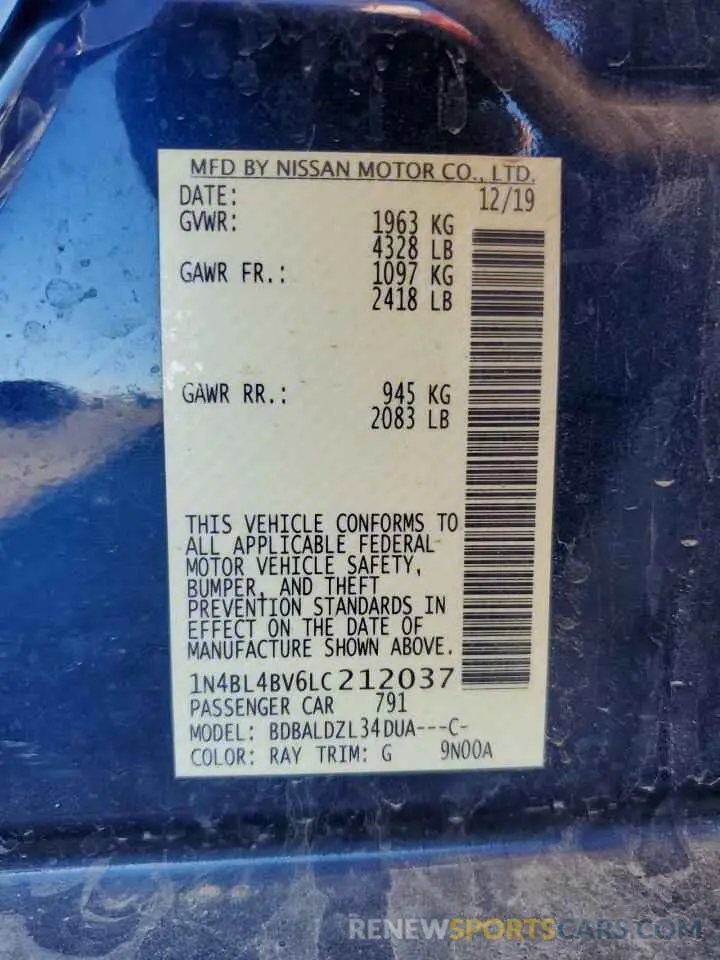 MFD BY NISSAN MOTOR CO., LTD.
DATE: 12/19
GVWR: 1963 KG
4328 LB
GAWR FR.: 1097 KG
2418 LB
GAWR RR.: 945 KG
2083 LB
THIS VEHICLE CONFORMS TO
ALL APPLICABLE FEDERAL
MOTOR VEHICLE SAFETY,
BUMPER, AND THEFT
PREVENTION STANDARDS IN
EFFECT ON THE DATE OF
MANUFACTURE SHOWN ABOVE.
1N4BL4BV6LC212037
PASSENGER CAR 791
MODEL: BDBALDZL34DUA---C-
COLOR: RAY TRIM: G 9N00A
RENEWSPORTSCARS.COM